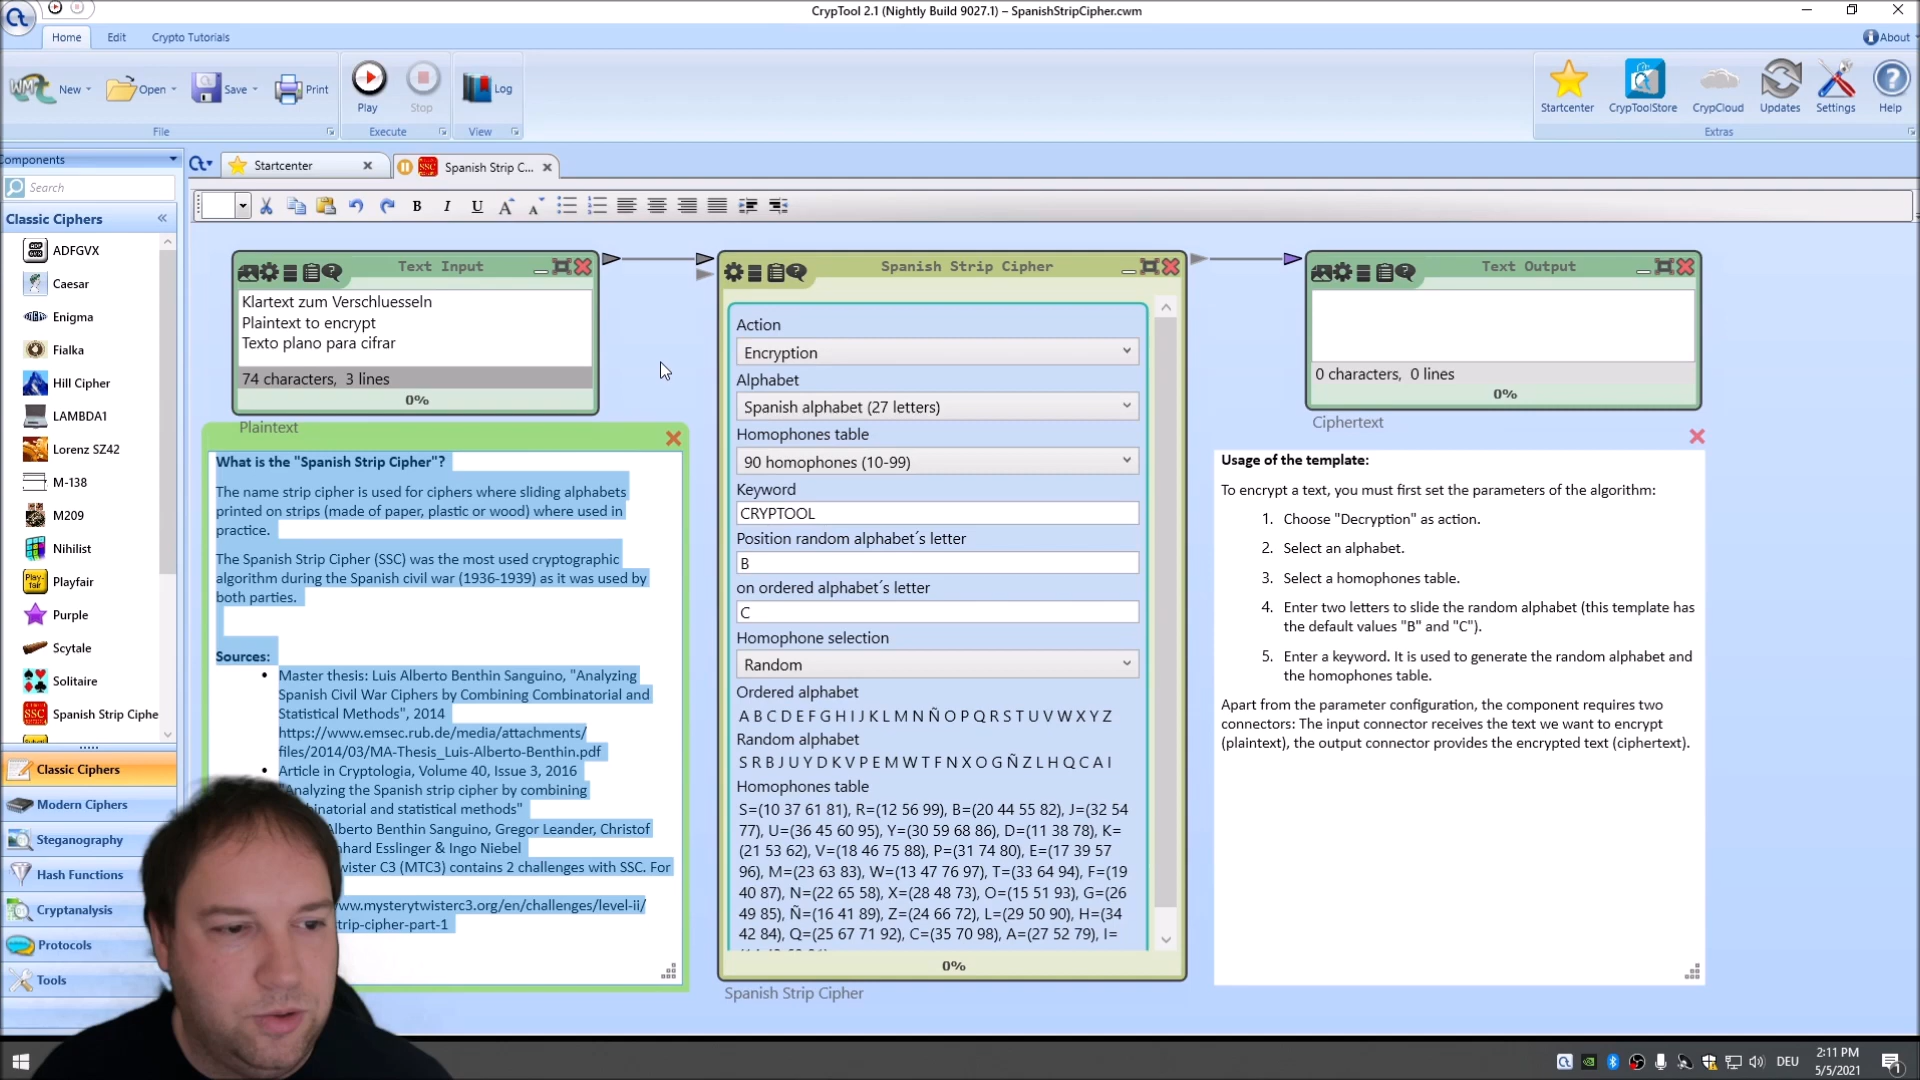 CrypTool 2.1 (Nightly Build 9027.1) – SpanishStripCipher.cwm
Home Edit Crypto Tutorials
About
New Open Save Print
Play Stop
Log
File Execute View
Startcenter CrypToolStore CrypCloud Updates Settings Help
Extras
Components
Search
Startcenter
SSC Spanish Strip C...
Classic Ciphers
ADFGVX
Caesar
Enigma
Fialka
Hill Cipher
LAMBDA1
Lorenz SZ42
M-138
M209
Nihilist
Playfair
Purple
Scytale
Solitaire
SSC Spanish Strip Ciphe
Classic Ciphers
Modern Ciphers
Steganography
Hash Functions
Cryptanalysis
Protocols
Tools
Text Input
Klartext zum Verschluesseln
Plaintext to encrypt
Texto plano para cifrar
74 characters, 3 lines
0%
Plaintext
What is the "Spanish Strip Cipher"?
The name strip cipher is used for ciphers where sliding alphabets
printed on strips (made of paper, plastic or wood) where used in
practice.
The Spanish Strip Cipher (SSC) was the most used cryptographic
algorithm during the Spanish civil war (1936-1939) as it was used by
both parties.
Sources:
• Master thesis: Luis Alberto Benthin Sanguino, "Analyzing
Spanish Civil War Ciphers by Combining Combinatorial and
Statistical Methods", 2014
https://www.emsec.rub.de/media/attachments/
files/2014/03/MA-Thesis_Luis-Alberto-Benthin.pdf
• Article in Cryptologia, Volume 40, Issue 3, 2016
"Analyzing the Spanish strip cipher by combining
binatorial and statistical methods"
Alberto Benthin Sanguino, Gregor Leander, Christof
nhard Esslinger & Ingo Niebel
wister C3 (MTC3) contains 2 challenges with SSC. For
ww.mysterytwisterc3.org/en/challenges/level-ii/
trip-cipher-part-1
Spanish Strip Cipher
Action
Encryption
Alphabet
Spanish alphabet (27 letters)
Homophones table
90 homophones (10-99)
Keyword
CRYPTOOL
Position random alphabet´s letter
B
on ordered alphabet´s letter
C
Homophone selection
Random
Ordered alphabet
A B C D E F G H I J K L M N Ñ O P Q R S T U V W X Y Z
Random alphabet
S R B J U Y D K V P E M W T F N X O G Ñ Z L H Q C A I
Homophones table
S=(10 37 61 81), R=(12 56 99), B=(20 44 55 82), J=(32 54
77), U=(36 45 60 95), Y=(30 59 68 86), D=(11 38 78), K=
(21 53 62), V=(18 46 75 88), P=(31 74 80), E=(17 39 57
96), M=(23 63 83), W=(13 47 76 97), T=(33 64 94), F=(19
40 87), N=(22 65 58), X=(28 48 73), O=(15 51 93), G=(26
49 85), Ñ=(16 41 89), Z=(24 66 72), L=(29 50 90), H=(34
42 84), Q=(25 67 71 92), C=(35 70 98), A=(27 52 79), I=
0%
Spanish Strip Cipher
Text Output
0 characters, 0 lines
0%
Ciphertext
Usage of the template:
To encrypt a text, you must first set the parameters of the algorithm:
1. Choose "Decryption" as action.
2. Select an alphabet.
3. Select a homophones table.
4. Enter two letters to slide the random alphabet (this template has
the default values "B" and "C").
5. Enter a keyword. It is used to generate the random alphabet and
the homophones table.
Apart from the parameter configuration, the component requires two
connectors: The input connector receives the text we want to encrypt
(plaintext), the output connector provides the encrypted text (ciphertext).
DEU
2:11 PM
5/5/2021